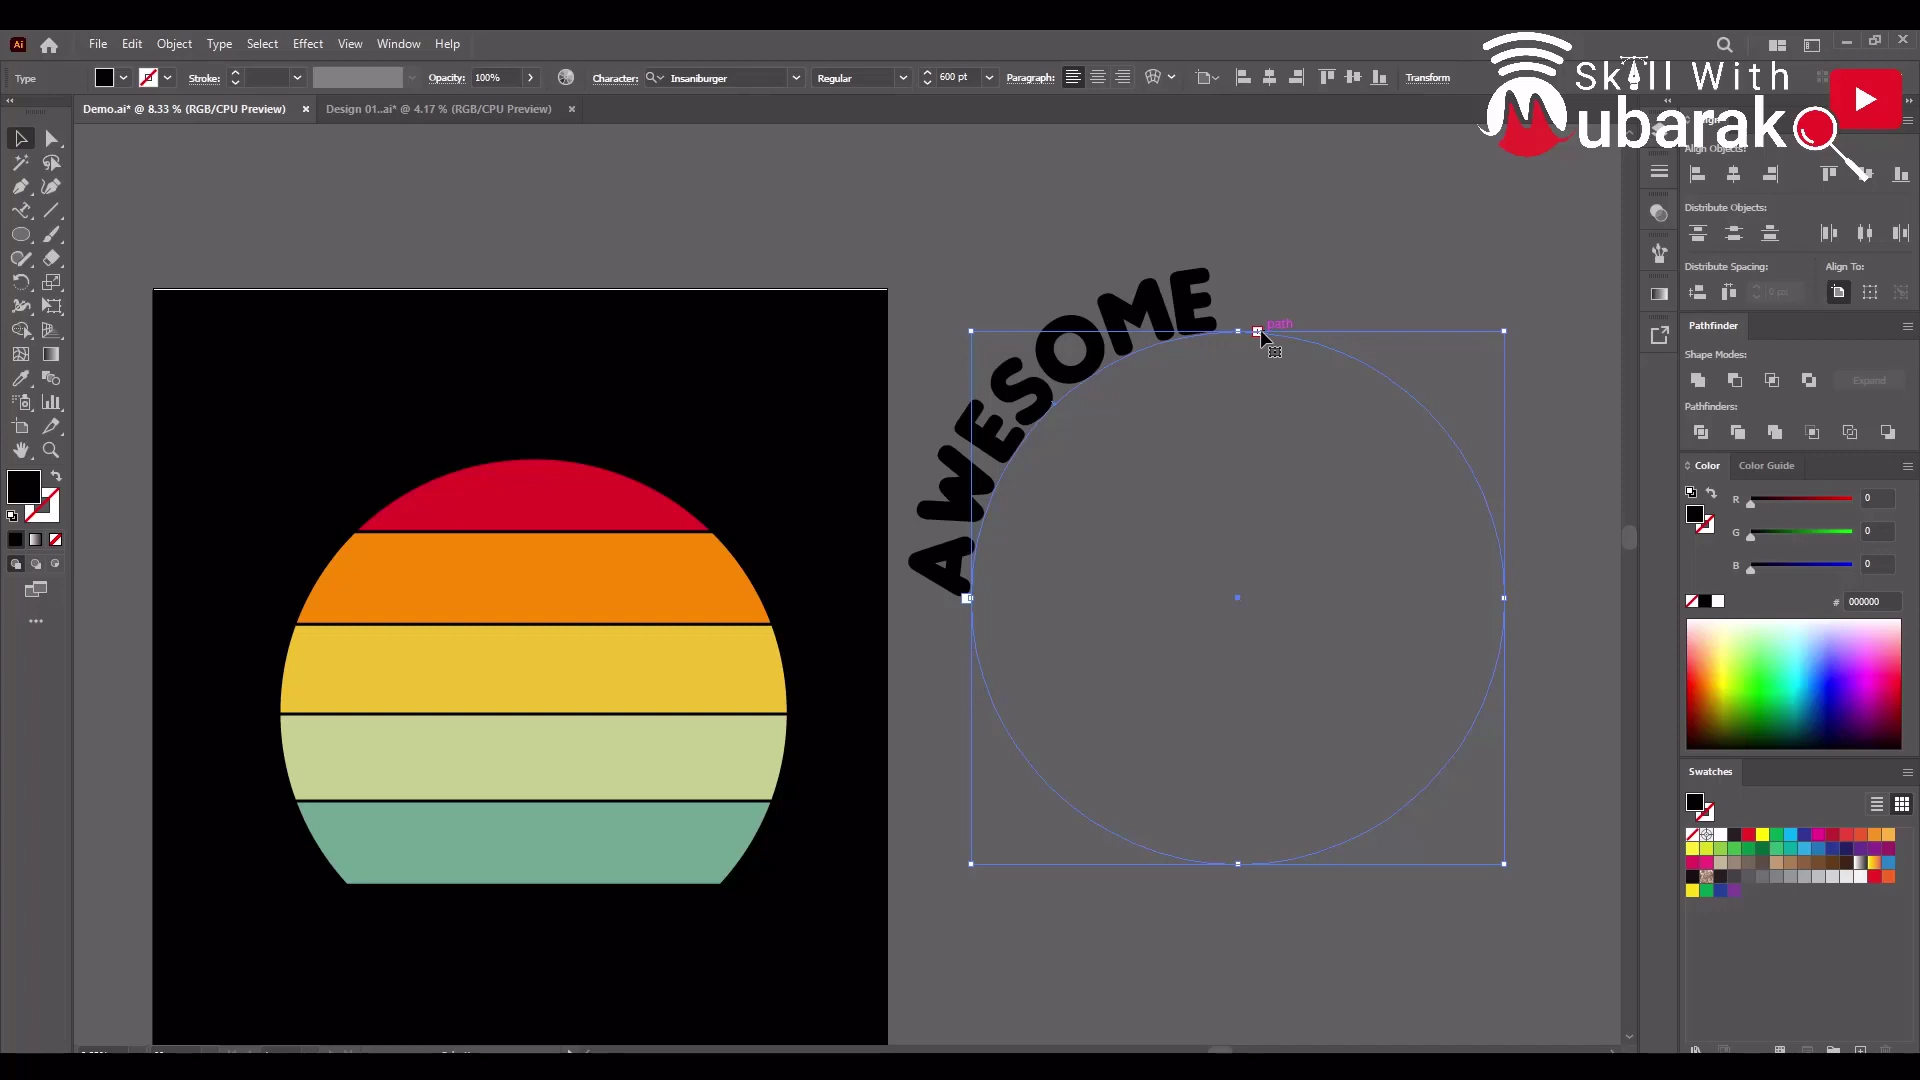 Ai File Edit Object Type Select Effect View Window Help
Skill With
Mubarak
Type Stroke: Opacity: 100% Character: Insaniburger Regular 600 pt Paragraph: Transform
Demo.ai* @ 8.33 % (RGB/CPU Preview) × Design 01..ai* @ 4.17 % (RGB/CPU Preview) ×
Align Objects:
Distribute Objects:
Distribute Spacing: Align To:
0 px
AWESOME
path
Pathfinder
Shape Modes:
Expand
Pathfinders:
Color Color Guide
R 0
G 0
B 0
# 000000
Swatches